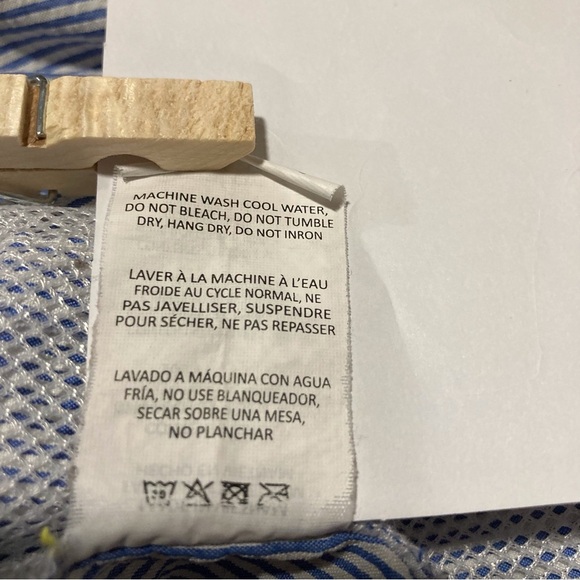 MACHINE WASH COOL WATER,
DO NOT BLEACH, DO NOT TUMBLE
DRY, HANG DRY, DO NOT INRON
LAVER À LA MACHINE À L'EAU
FROIDE AU CYCLE NORMAL, NE
PAS JAVELLISER, SUSPENDRE
POUR SÉCHER, NE PAS REPASSER
LAVADO A MÁQUINA CON AGUA
FRÍA, NO USE BLANQUEADOR,
SECAR SOBRE UNA MESA,
NO PLANCHAR
30